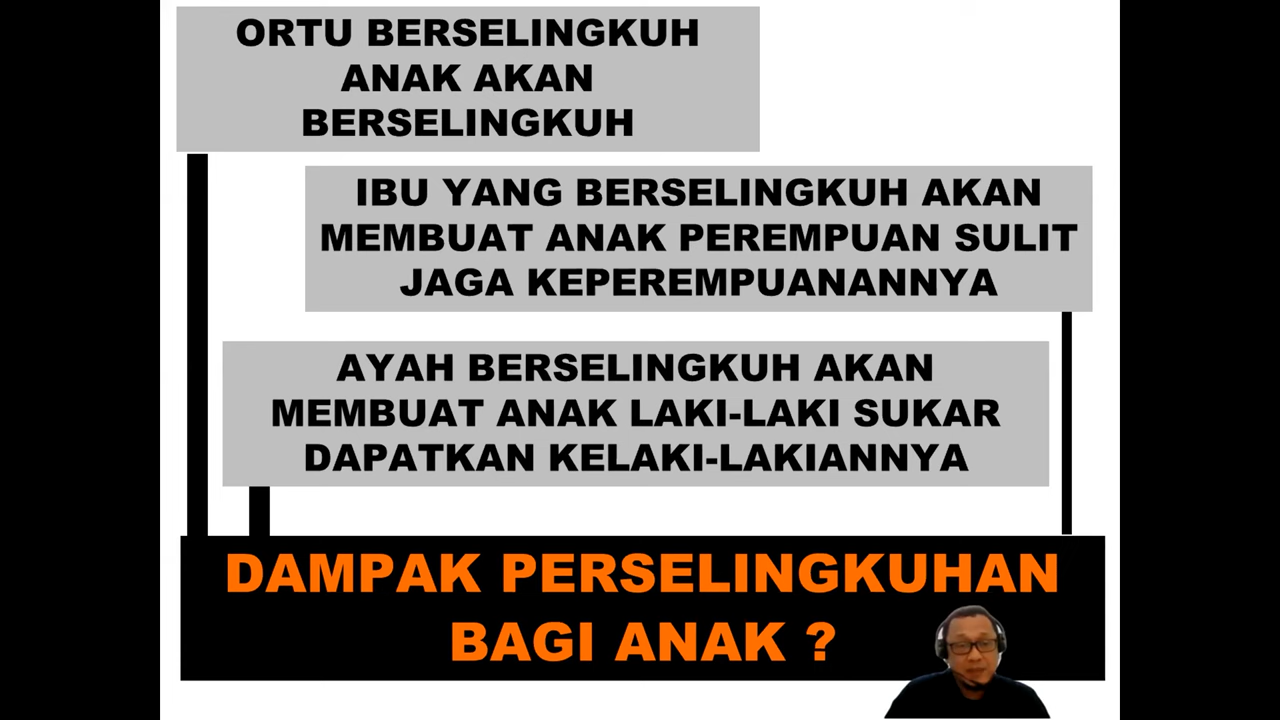 ORTU BERSELINGKUH
ANAK AKAN
BERSELINGKUH
IBU YANG BERSELINGKUH AKAN
MEMBUAT ANAK PEREMPUAN SULIT
JAGA KEPEREMPUANANNYA
AYAH BERSELINGKUH AKAN
MEMBUAT ANAK LAKI-LAKI SUKAR
DAPATKAN KELAKI-LAKIANNYA
DAMPAK PERSELINGKUHAN
BAGI ANAK ?